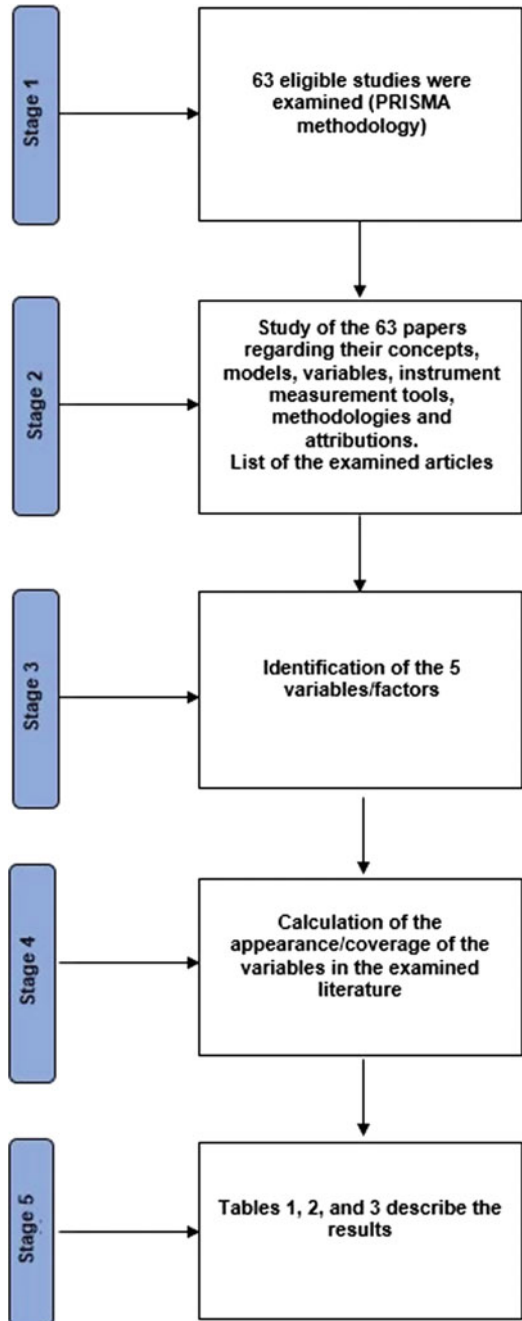 Stage 1
63 eligible studies were
examined (PRISMA
methodology)
Stage 2
Study of the 63 papers
regarding their concepts,
models, variables, instrument
measurement tools,
methodologies and
attributions.
List of the examined articles
Stage 3
Identification of the 5
variables/factors
Stage 4
Calculation of the
appearance/coverage of the
variables in the examined
literature
Stage 5
Tables 1, 2, and 3 describe the
results